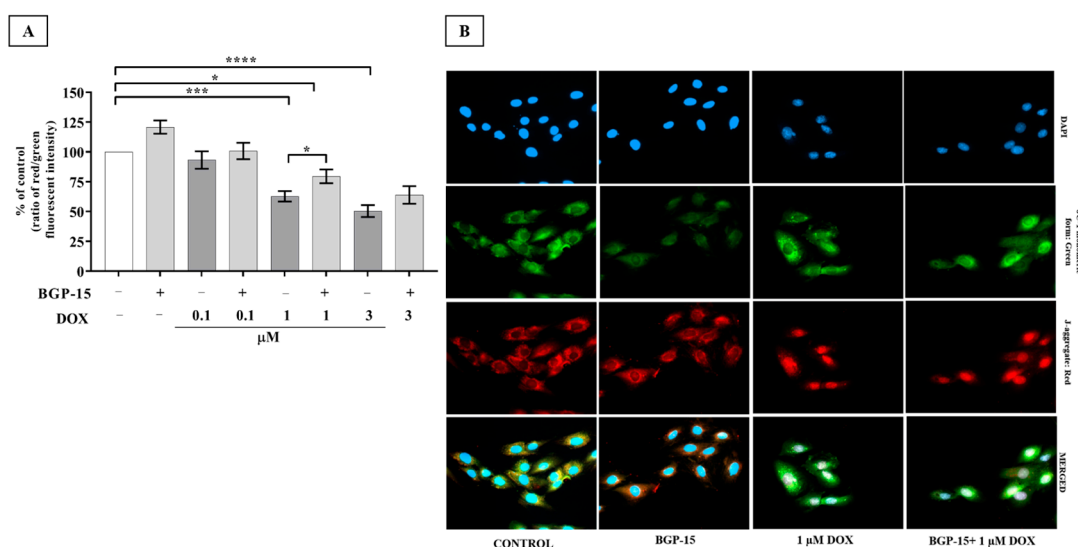 A
****
*
***
*
150
125
100
75
50
25
0
% of control
(ratio of red/green
fluorescent intensity)
BGP-15 – + – + – + – +
DOX – – 0.1 0.1 1 1 3 3
μM
B
DAPI
form: Green
J-aggregate: Red
MERGED
CONTROL
BGP-15
1 μM DOX
BGP-15+ 1 μM DOX